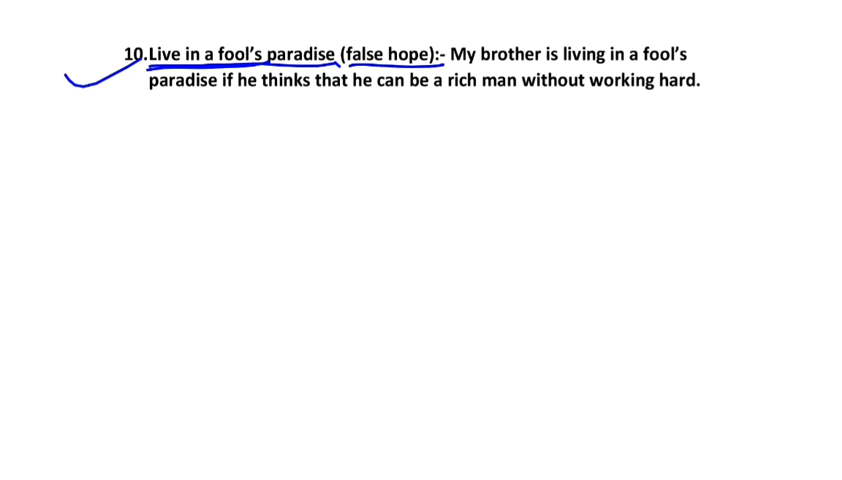 10.Live in a fool’s paradise (false hope):- My brother is living in a fool’s
paradise if he thinks that he can be a rich man without working hard.